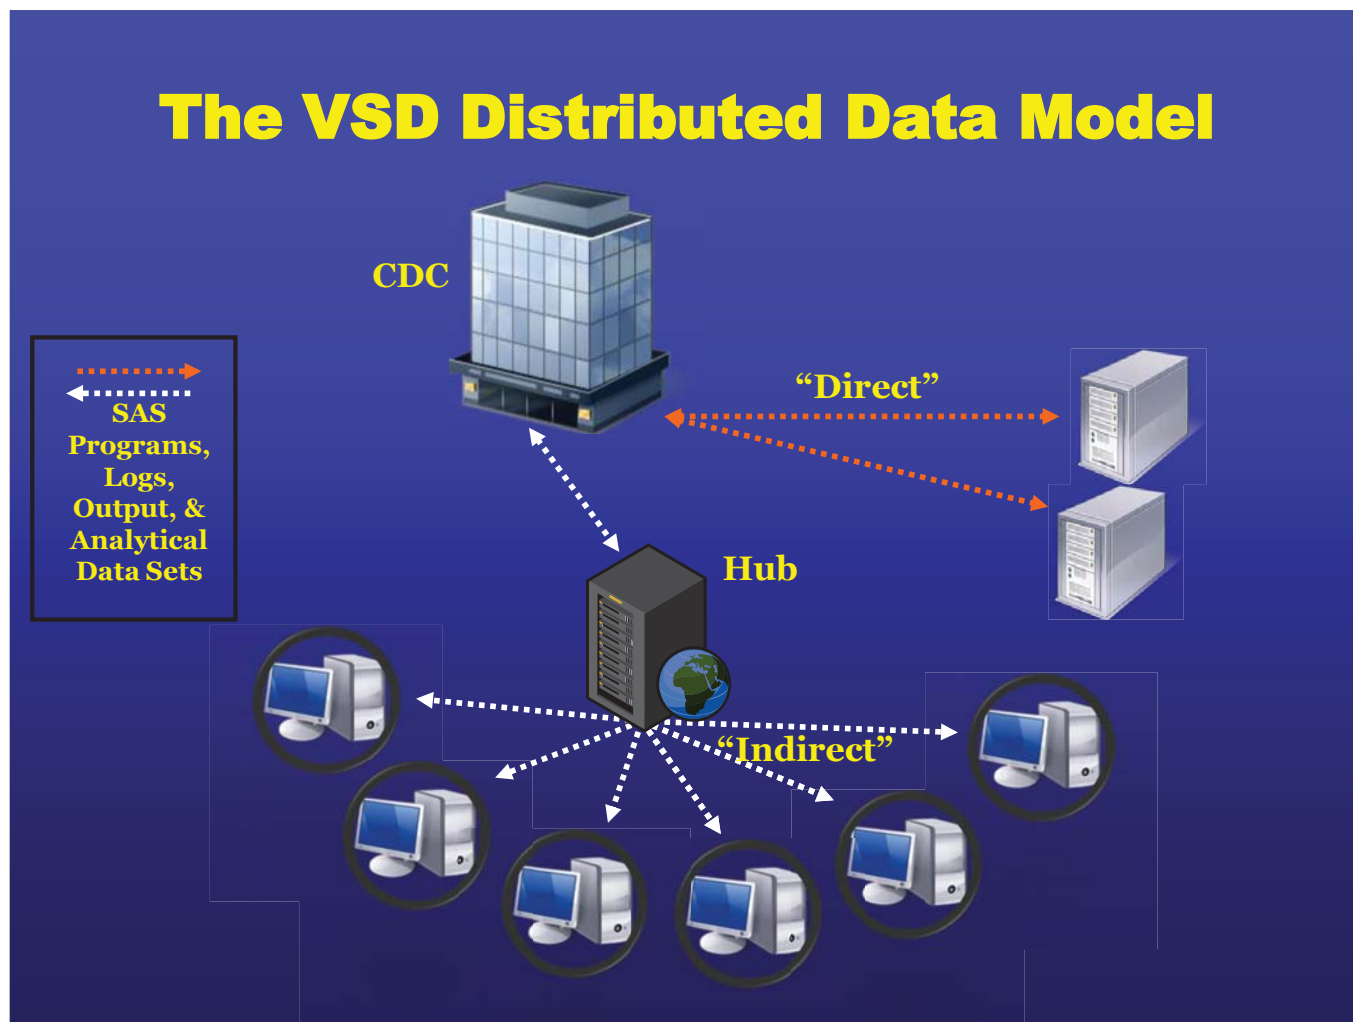 The VSD Distributed Data Model
CDC
“Direct”
SAS
Programs,
Logs,
Output, &
Analytical
Data Sets
Hub
“Indirect”